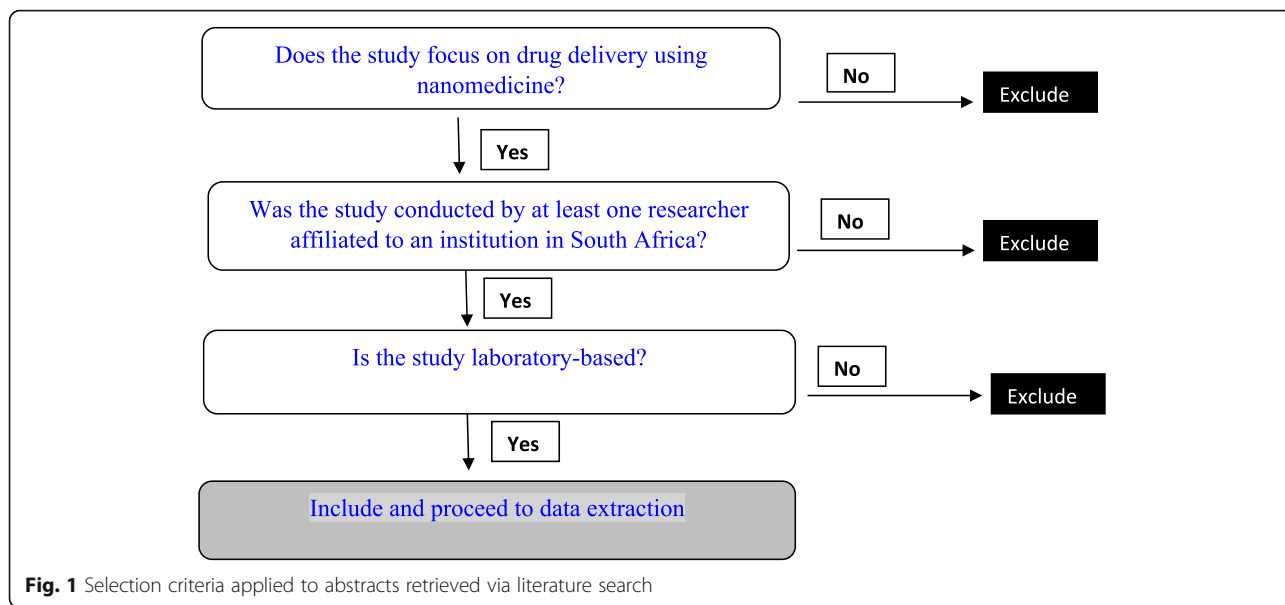 Does the study focus on drug delivery using
nanomedicine?
No
Exclude
Yes
Was the study conducted by at least one researcher
affiliated to an institution in South Africa?
No
Exclude
Yes
Is the study laboratory-based?
No
Exclude
Yes
Include and proceed to data extraction
Fig. 1 Selection criteria applied to abstracts retrieved via literature search